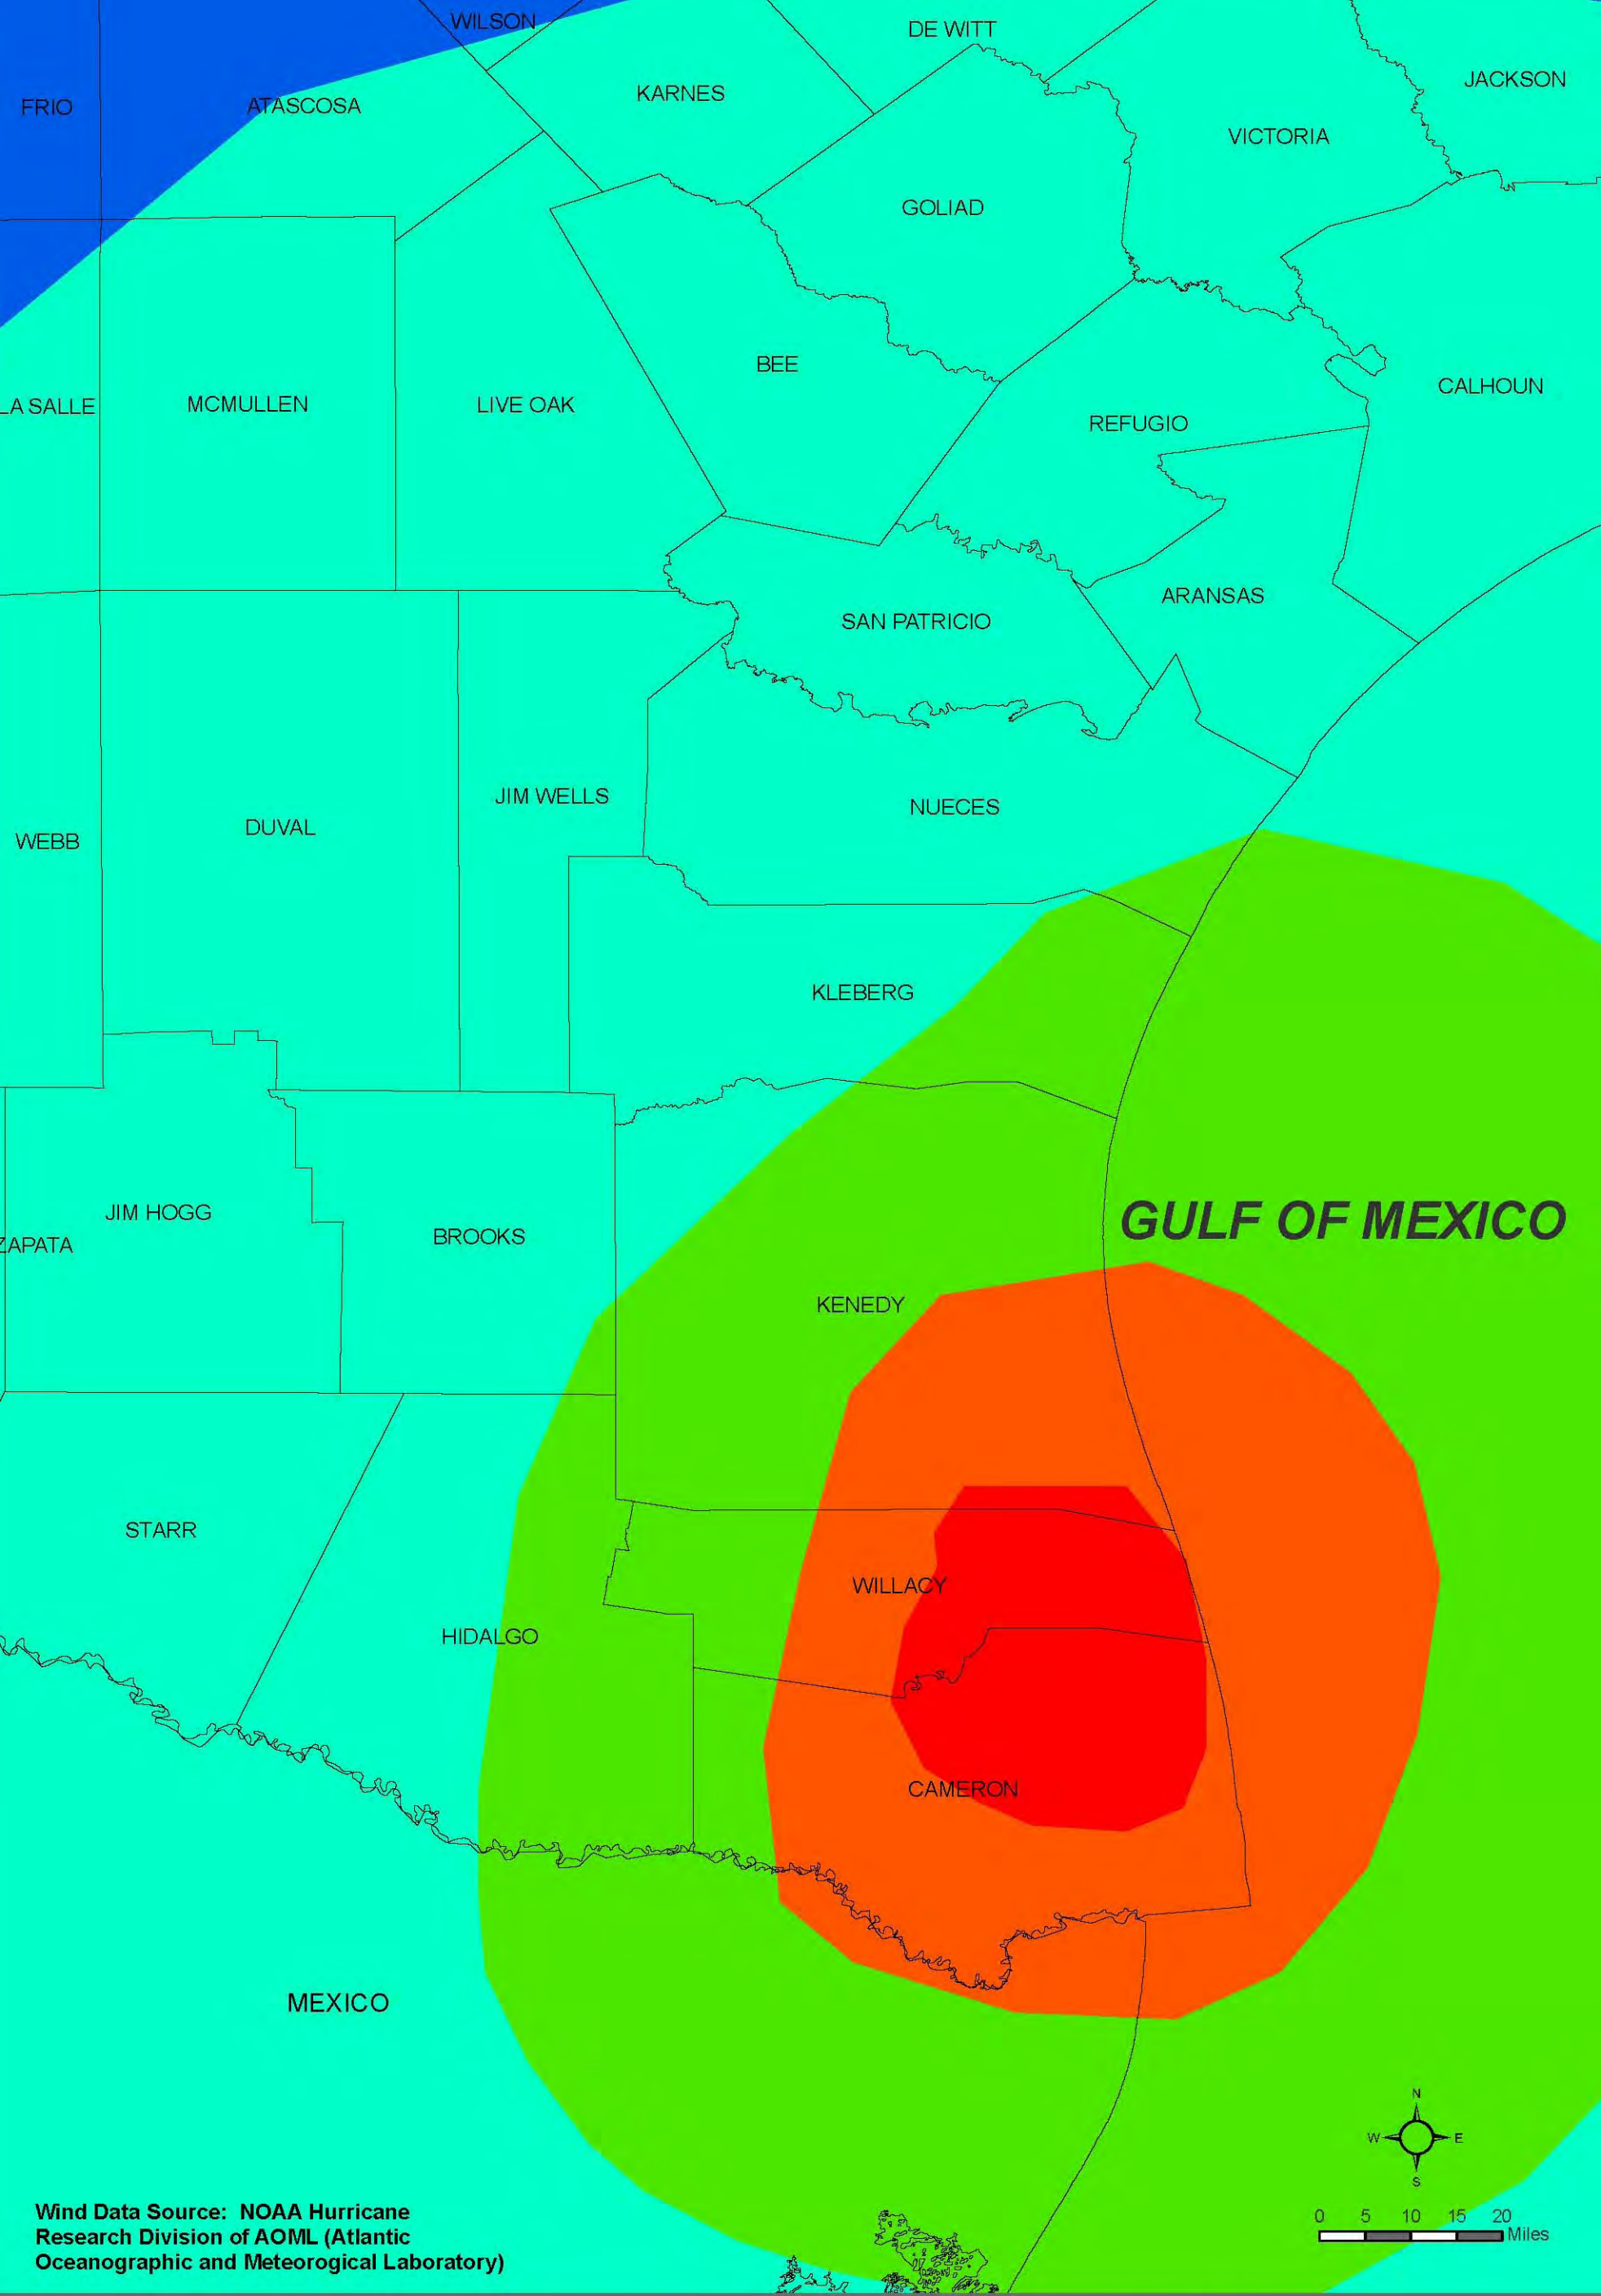 WILSON
DE WITT
JACKSON
FRIO
ATASCOSA
KARNES
VICTORIA
GOLIAD
BEE
CALHOUN
LA SALLE
MCMULLEN
LIVE OAK
REFUGIO
ARANSAS
SAN PATRICIO
JIM WELLS
NUECES
WEBB
DUVAL
KLEBERG
JIM HOGG
GULF OF MEXICO
ZAPATA
BROOKS
KENEDY
STARR
WILLACY
HIDALGO
CAMERON
MEXICO
N
W
E
S
Wind Data Source: NOAA Hurricane
Research Division of AOML (Atlantic
Oceanographic and Meteorogical Laboratory)
0 5 10 15 20
Miles